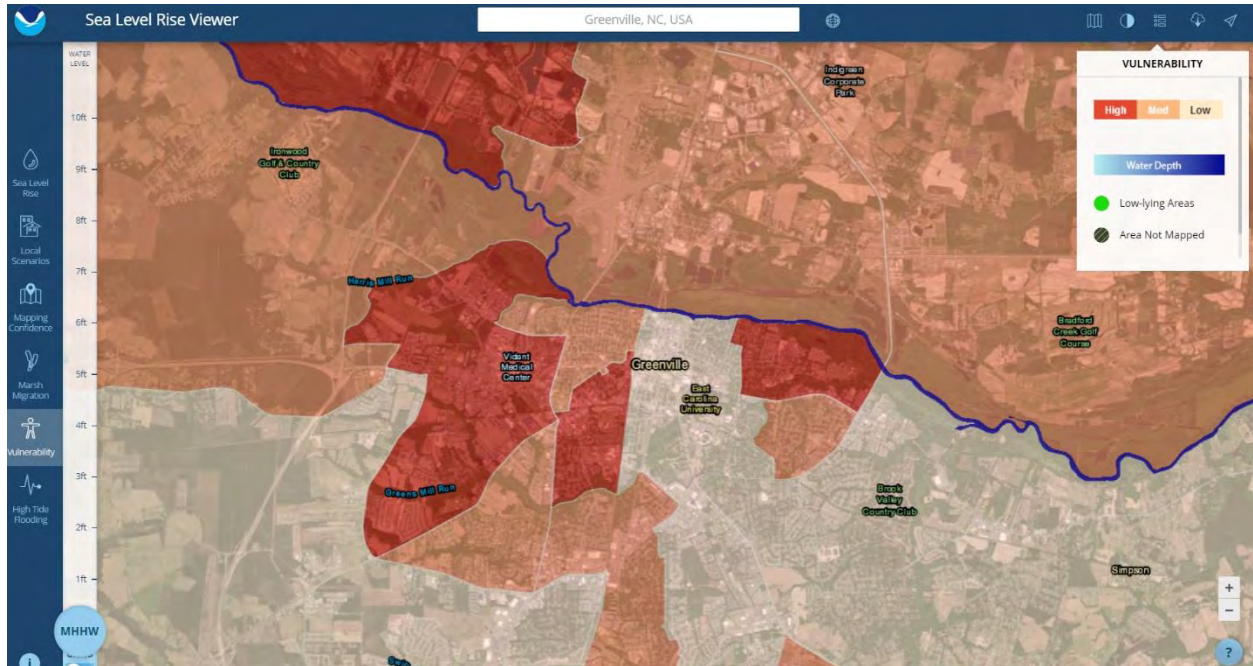 Sea Level Rise Viewer
Greenville, NC, USA
WATER
LEVEL
10ft
9ft
8ft
7ft
6ft
5ft
4ft
3ft
2ft
1ft
MHHW
Sea Level
Rise
Local
Scenarios
Mapping
Confidence
Marsh
Migration
Vulnerability
High Tide
Flooding
i
Indigreen
Corporate
Park
Ironwood
Golf & Country
Club
Harris Mill Run
Vidant
Medical
Center
Greenville
East
Carolina
University
Bradford
Creek Golf
Course
Greens Mill Run
Brook
Valley
Country Club
Simpson
VULNERABILITY
High Med Low
Water Depth
Low-lying Areas
Area Not Mapped
+
−
?